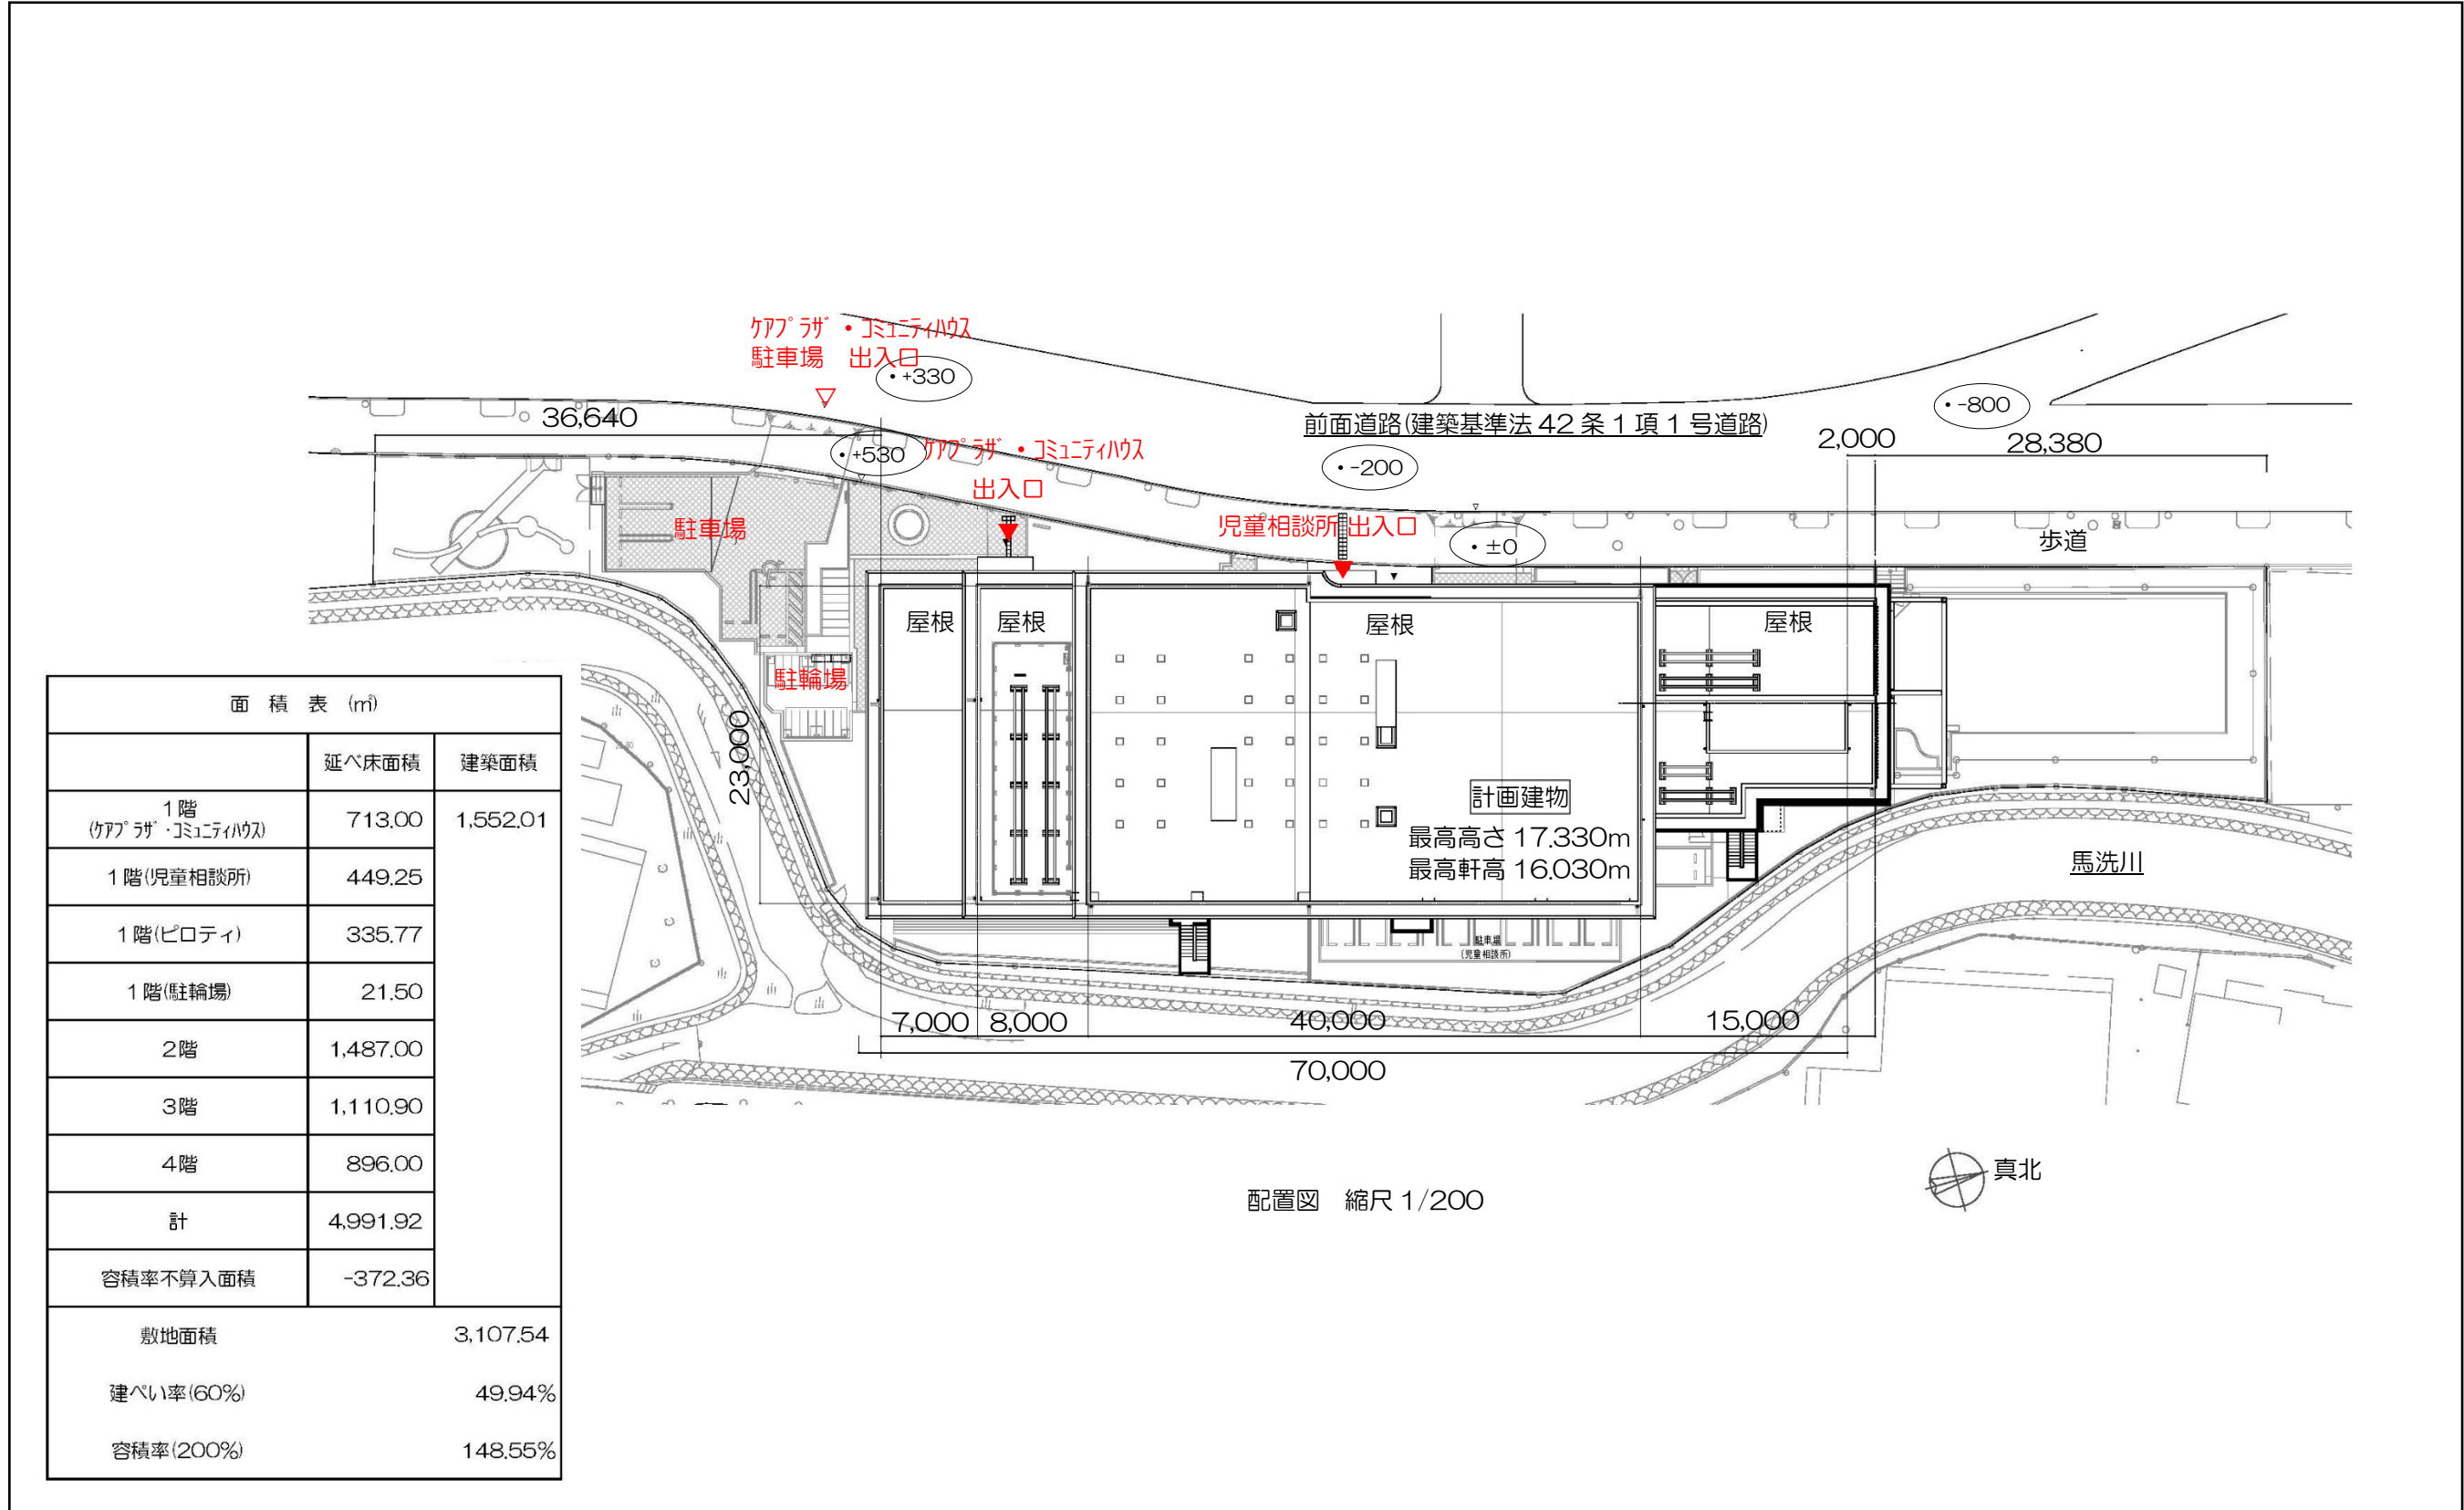 ｹｱﾌﾟﾗｻﾞ・ｺﾐｭﾆﾃｨﾊｳｽ
駐車場　出入口
・+330
36,640
前面道路(建築基準法42条1項1号道路)
・-800
2,000
28,380
・+530
ｹｱﾌﾟﾗｻﾞ・ｺﾐｭﾆﾃｨﾊｳｽ
出入口
・-200
駐車場
児童相談所 出入口
・±0
歩道
屋根
屋根
屋根
屋根
駐輪場
23,000
計画建物
最高高さ 17.330m
最高軒高 16.030m
馬洗川
駐車場
(児童相談所)
7,000
8,000
40,000
15,000
70,000
配置図　縮尺 1/200
真北
面　積　表　(㎡)
延べ床面積　建築面積
1階
(ｹｱﾌﾟﾗｻﾞ・ｺﾐｭﾆﾃｨﾊｳｽ)　713.00　1,552.01
1階(児童相談所)　449.25
1階(ピロティ)　335.77
1階(駐輪場)　21.50
2階　1,487.00
3階　1,110.90
4階　896.00
計　4,991.92
容積率不算入面積　-372.36
敷地面積　3,107.54
建ぺい率(60%)　49.94%
容積率(200%)　148.55%